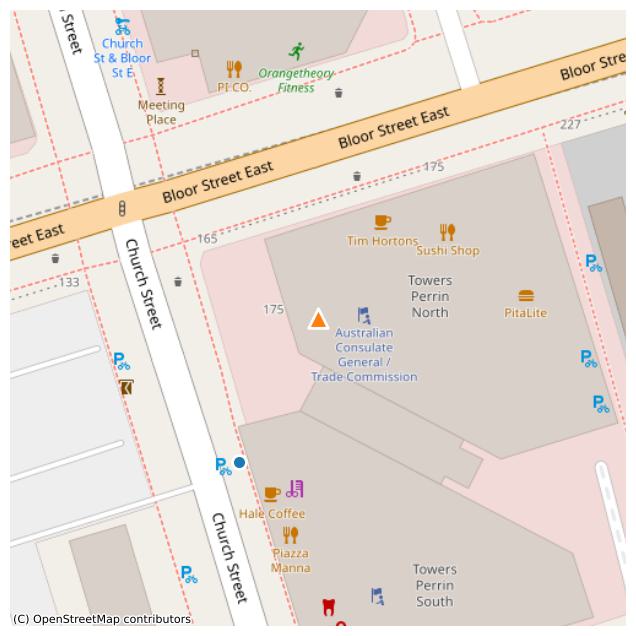 Street
Church
St & Bloor
St E
Meeting
Place
PI CO.
Orangetheory
Fitness
Bloor Stre
Bloor Street East
Bloor Street East
reet East
227
175
165
133
Tim Hortons
Sushi Shop
Towers
Perrin
North
PitaLite
175
Australian
Consulate
General /
Trade Commission
Church Street
Hale Coffee
Piazza
Manna
Church Street
Towers
Perrin
South
(C) OpenStreetMap contributors